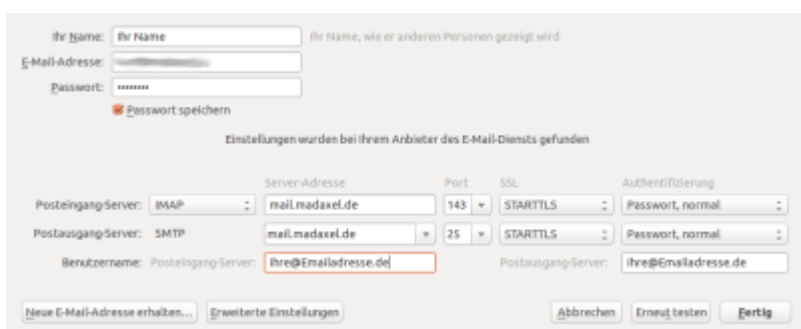 Ihr Name: Ihr Name Ihr Name, wie er anderen Personen gezeigt wird
E-Mail-Adresse:
Passwort: ••••••••
Passwort speichern
Einstellungen wurden bei Ihrem Anbieter des E-Mail-Diensts gefunden
Server-Adresse Port SSL Authentifizierung
Posteingang-Server: IMAP mail.madaxel.de 143 STARTTLS Passwort, normal
Postausgang-Server: SMTP mail.madaxel.de 25 STARTTLS Passwort, normal
Benutzername: Posteingang-Server: Ihre@Emailadresse.de Postausgang-Server: Ihre@Emailadresse.de
Neue E-Mail-Adresse erhalten... Erweiterte Einstellungen Abbrechen Erneut testen Fertig